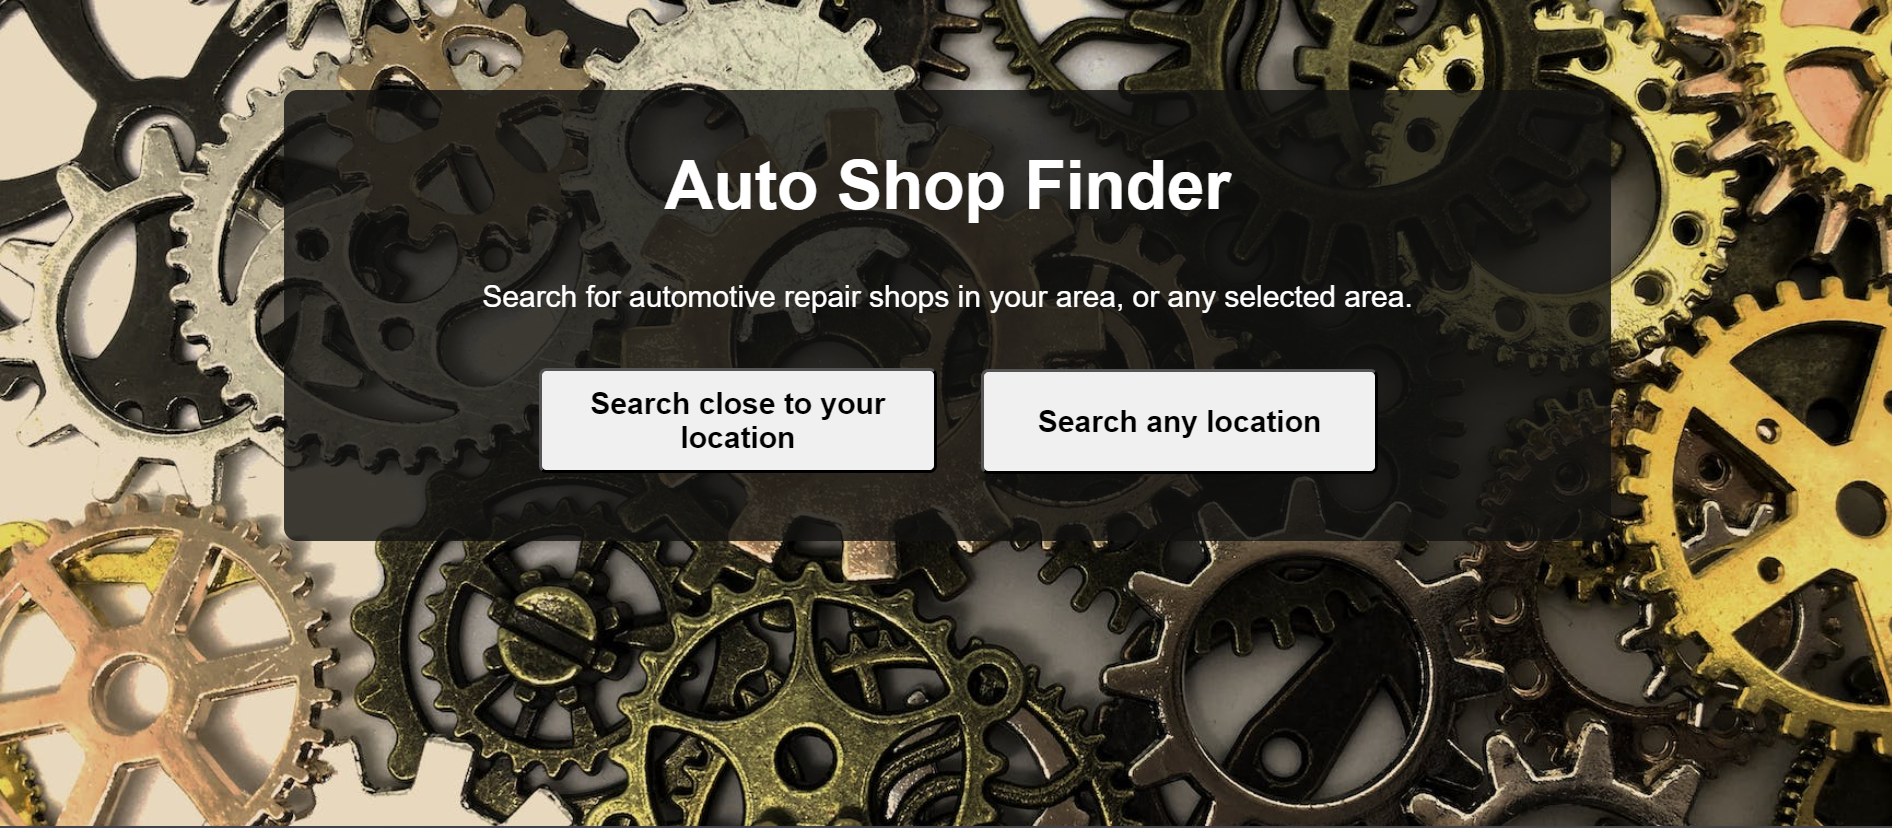 Auto Shop Finder
Search for automotive repair shops in your area, or any selected area.
Search close to your
location
Search any location